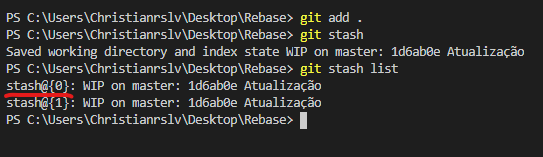 PS C:\Users\Christianrslv\Desktop\Rebase> git add .
PS C:\Users\Christianrslv\Desktop\Rebase> git stash
Saved working directory and index state WIP on master: 1d6ab0e Atualização
PS C:\Users\Christianrslv\Desktop\Rebase> git stash list
stash@{0}: WIP on master: 1d6ab0e Atualização
stash@{1}: WIP on master: 1d6ab0e Atualização
PS C:\Users\Christianrslv\Desktop\Rebase>